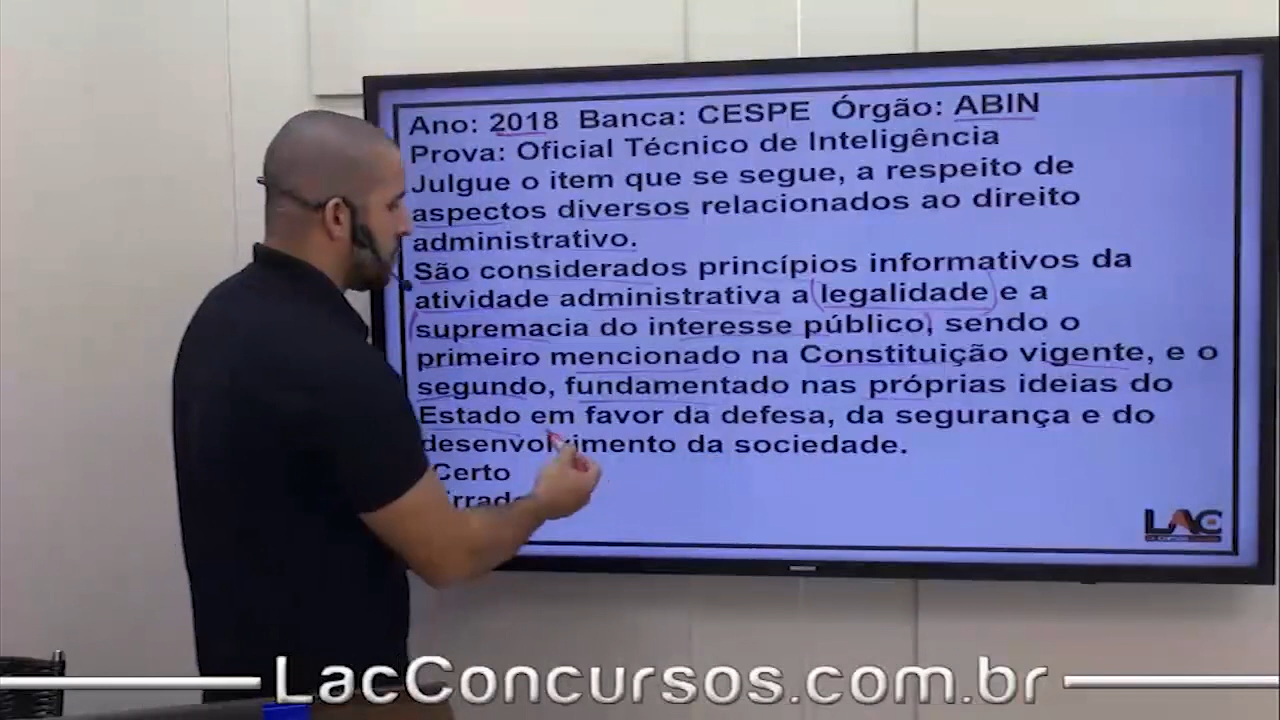 Ano: 2018 Banca: CESPE Órgão: ABIN
Prova: Oficial Técnico de Inteligência
Julgue o item que se segue, a respeito de
aspectos diversos relacionados ao direito
administrativo.
São considerados princípios informativos da
atividade administrativa a legalidade e a
supremacia do interesse público, sendo o
primeiro mencionado na Constituição vigente, e o
segundo, fundamentado nas próprias ideias do
Estado em favor da defesa, da segurança e do
desenvolvimento da sociedade.
Certo
LAC
LacConcursos.com.br